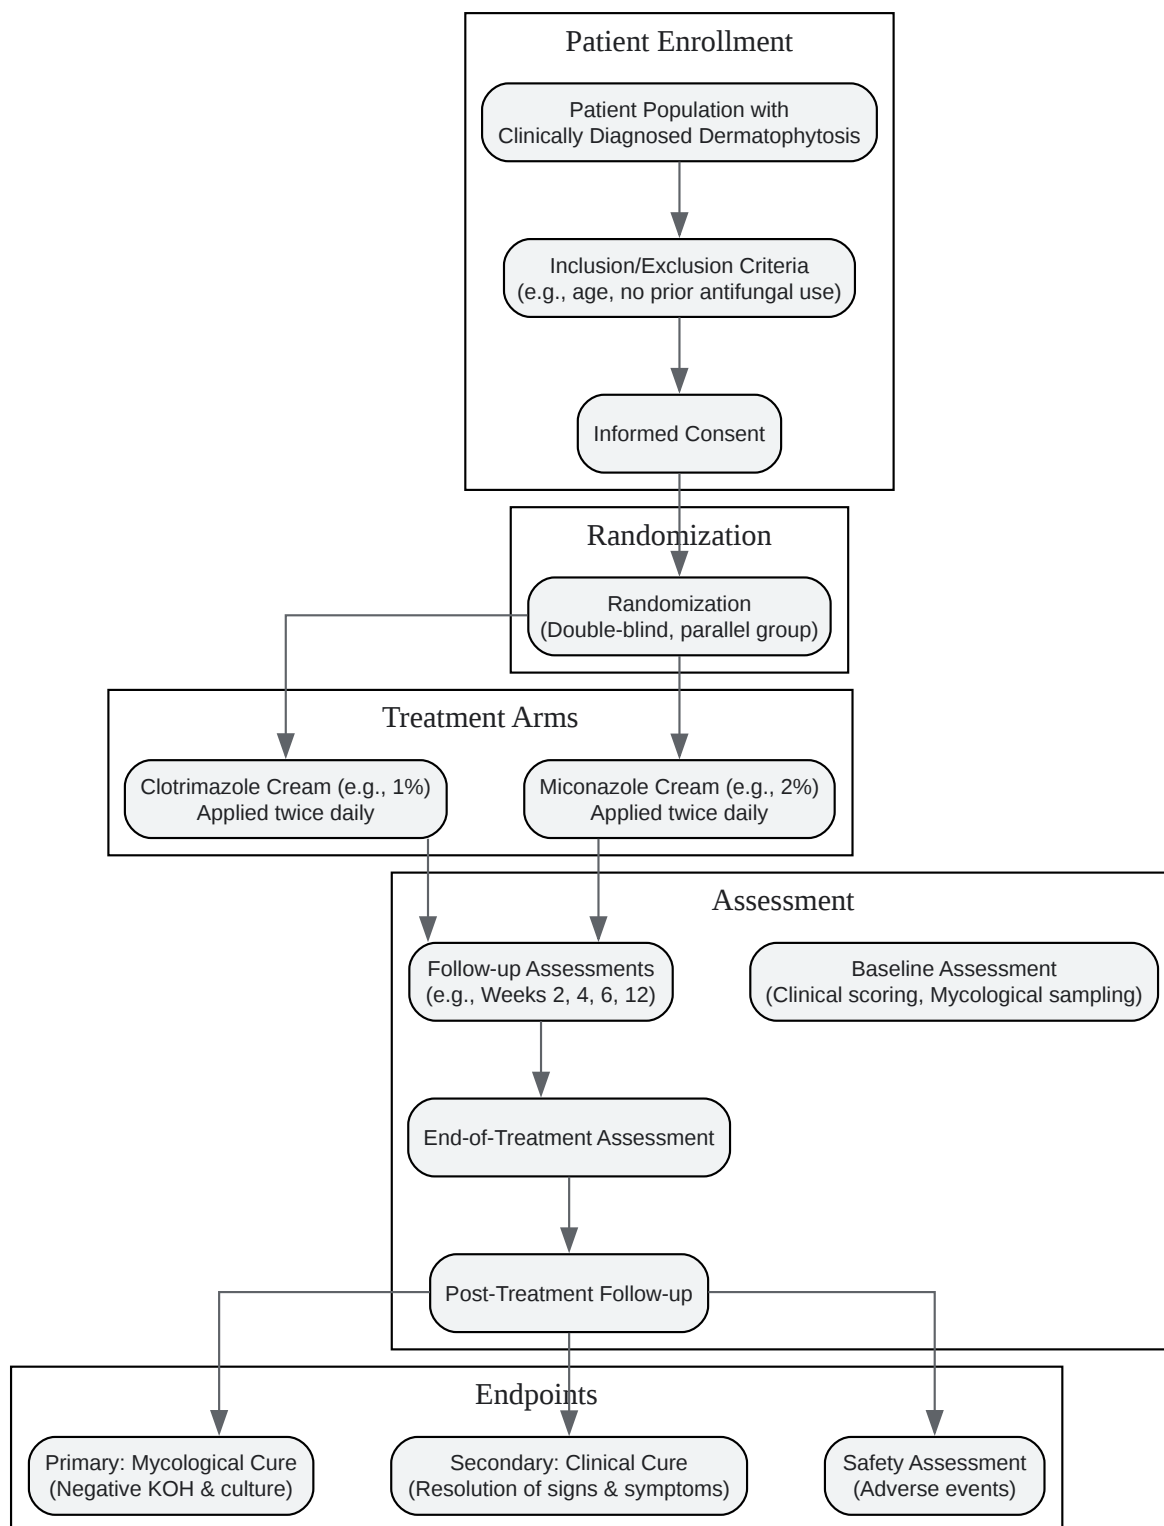 Patient Enrollment
Patient Population with
Clinically Diagnosed Dermatophytosis
Inclusion/Exclusion Criteria
(e.g., age, no prior antifungal use)
Informed Consent
Randomization
Randomization
(Double-blind, parallel group)
Treatment Arms
Clotrimazole Cream (e.g., 1%)
Applied twice daily
Miconazole Cream (e.g., 2%)
Applied twice daily
Assessment
Follow-up Assessments
(e.g., Weeks 2, 4, 6, 12)
Baseline Assessment
(Clinical scoring, Mycological sampling)
End-of-Treatment Assessment
Post-Treatment Follow-up
Endpoints
Primary: Mycological Cure
(Negative KOH & culture)
Secondary: Clinical Cure
(Resolution of signs & symptoms)
Safety Assessment
(Adverse events)